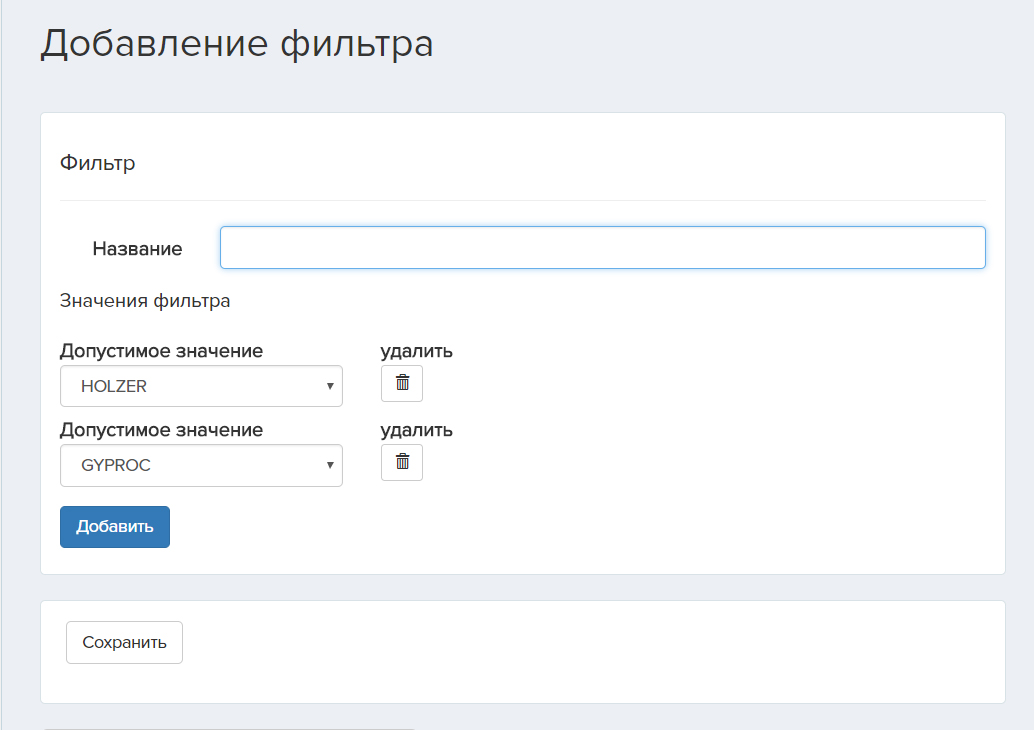 Добавление фильтра
Фильтр
Название
Значения фильтра
Допустимое значение удалить
HOLZER
Допустимое значение удалить
GYPROC
Добавить
Сохранить